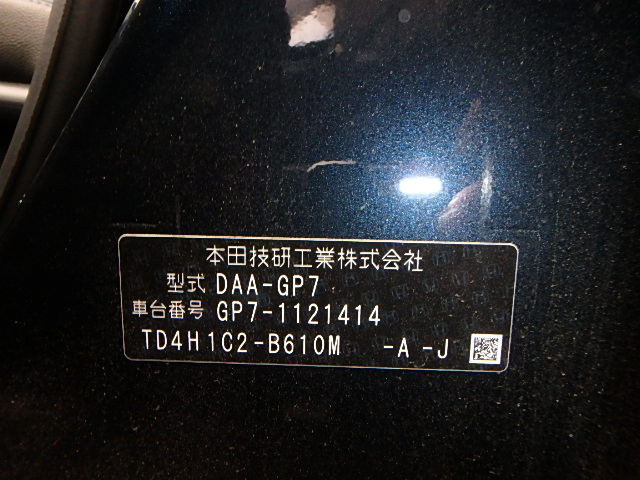 本田技研工業株式会社
型式 DAA-GP7
車台番号 GP7-1121414
TD4H1C2-B610M -A -J